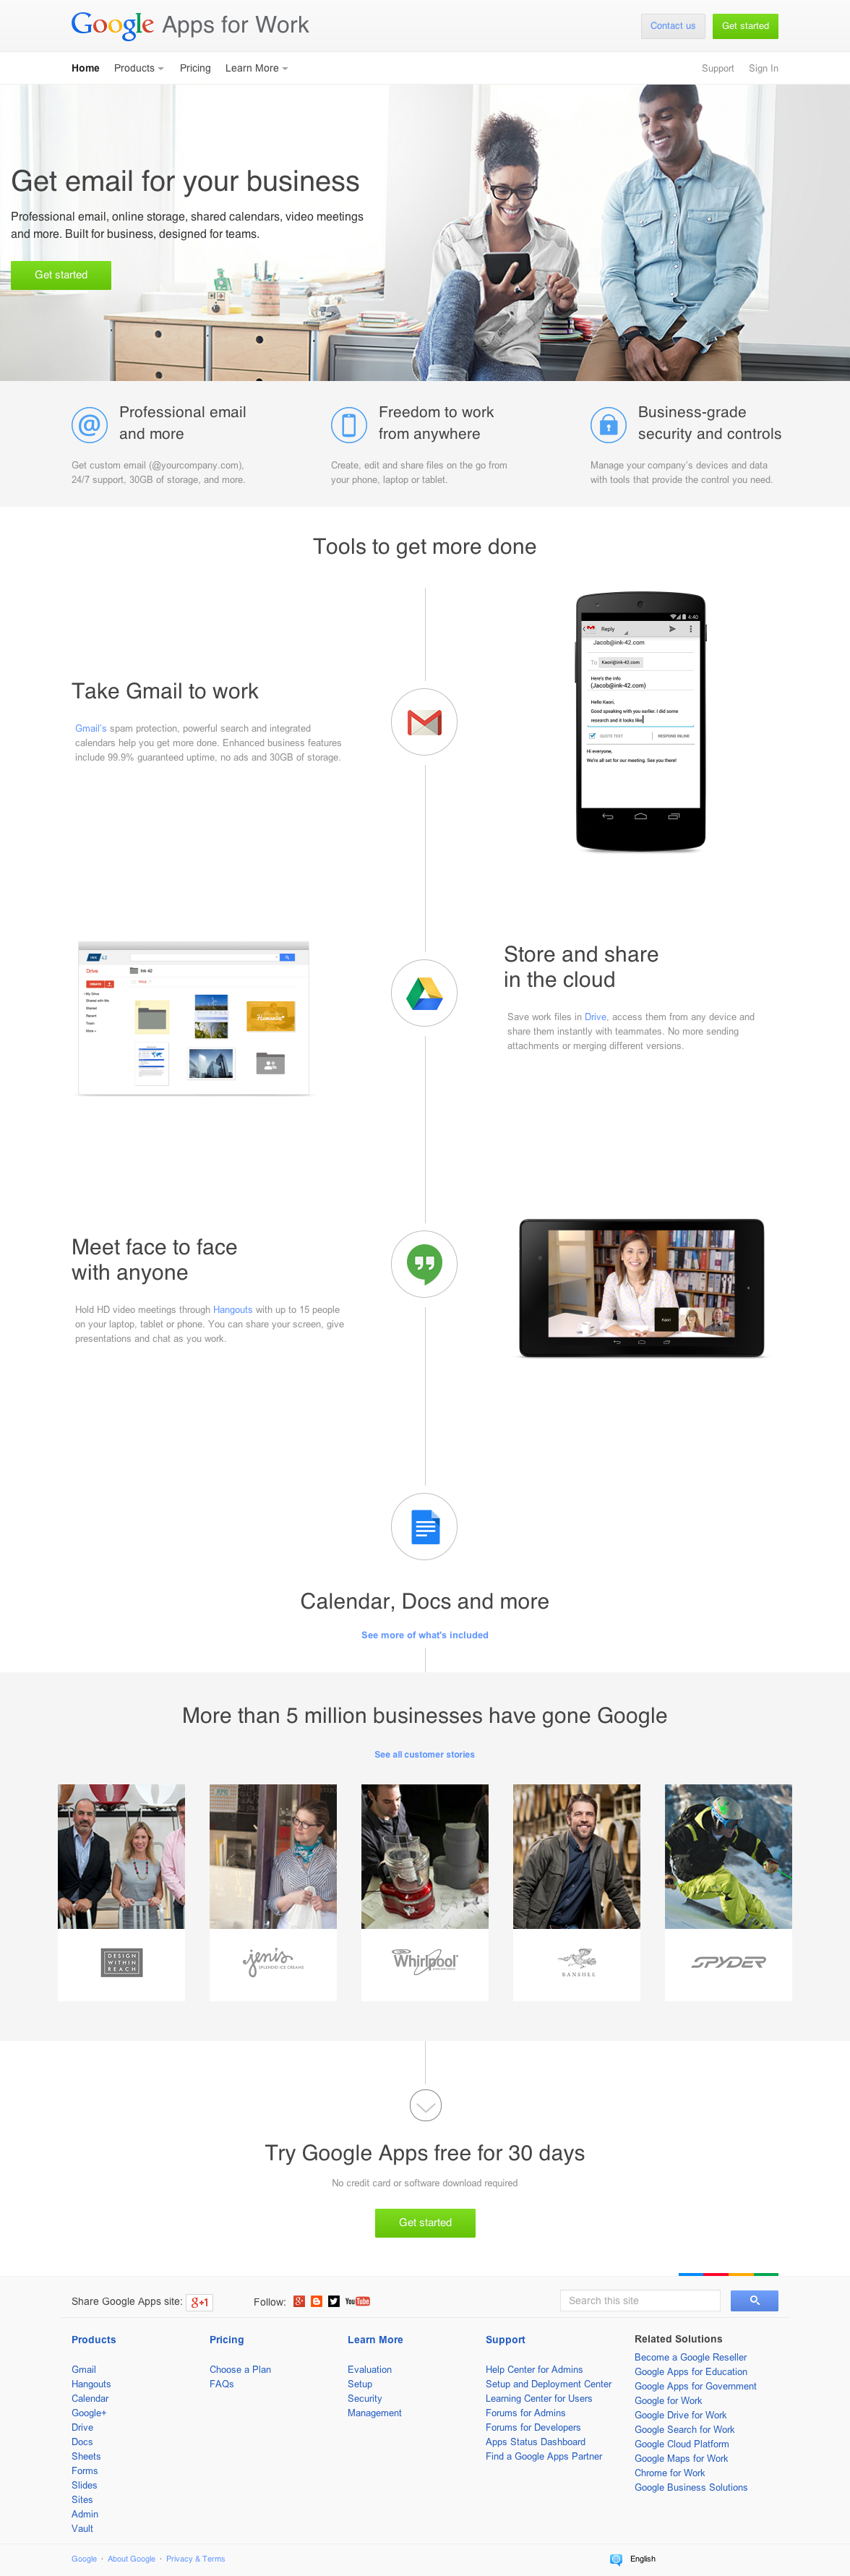 Google Apps for Work
Contact us
Get started
Home
Products
Pricing
Learn More
Support
Sign In
Get email for your business
Professional email, online storage, shared calendars, video meetings
and more. Built for business, designed for teams.
Get started
Professional email
and more
Get custom email (@yourcompany.com),
24/7 support, 30GB of storage, and more.
Freedom to work
from anywhere
Create, edit and share files on the go from
your phone, laptop or tablet.
Business-grade
security and controls
Manage your company's devices and data
with tools that provide the control you need.
Tools to get more done
Take Gmail to work
Gmail's spam protection, powerful search and integrated
calendars help you get more done. Enhanced business features
include 99.9% guaranteed uptime, no ads and 30GB of storage.
4:40
Reply
Jacob@ink-42.com
To Kaori@ink-42.com
Here's the info
(Jacob@ink-42.com)
Hello Kaori,
Good speaking with you earlier. I did some
research and it looks like
QUOTE TEXT
RESPOND INLINE
Hi everyone,
We're all set for our meeting. See you there!
Drive
ink-42
My Drive
Shared with Me
Starred
Recent
Trash
More
Store and share
in the cloud
Save work files in Drive, access them from any device and
share them instantly with teammates. No more sending
attachments or merging different versions.
Meet face to face
with anyone
Hold HD video meetings through Hangouts with up to 15 people
on your laptop, tablet or phone. You can share your screen, give
presentations and chat as you work.
Kaori
Calendar, Docs and more
See more of what's included
More than 5 million businesses have gone Google
See all customer stories
DESIGN
WITHIN
REACH
jeni's
SPLENDID ICE CREAMS
Whirlpool
BANSHEE
SPYDER
Try Google Apps free for 30 days
No credit card or software download required
Get started
Share Google Apps site:
g+1
Follow:
g+
You Tube
Search this site
Products
Gmail
Hangouts
Calendar
Google+
Drive
Docs
Sheets
Forms
Slides
Sites
Admin
Vault
Pricing
Choose a Plan
FAQs
Learn More
Evaluation
Setup
Security
Management
Support
Help Center for Admins
Setup and Deployment Center
Learning Center for Users
Forums for Admins
Forums for Developers
Apps Status Dashboard
Find a Google Apps Partner
Related Solutions
Become a Google Reseller
Google Apps for Education
Google Apps for Government
Google for Work
Google Drive for Work
Google Search for Work
Google Cloud Platform
Google Maps for Work
Chrome for Work
Google Business Solutions
Google · About Google · Privacy & Terms
English